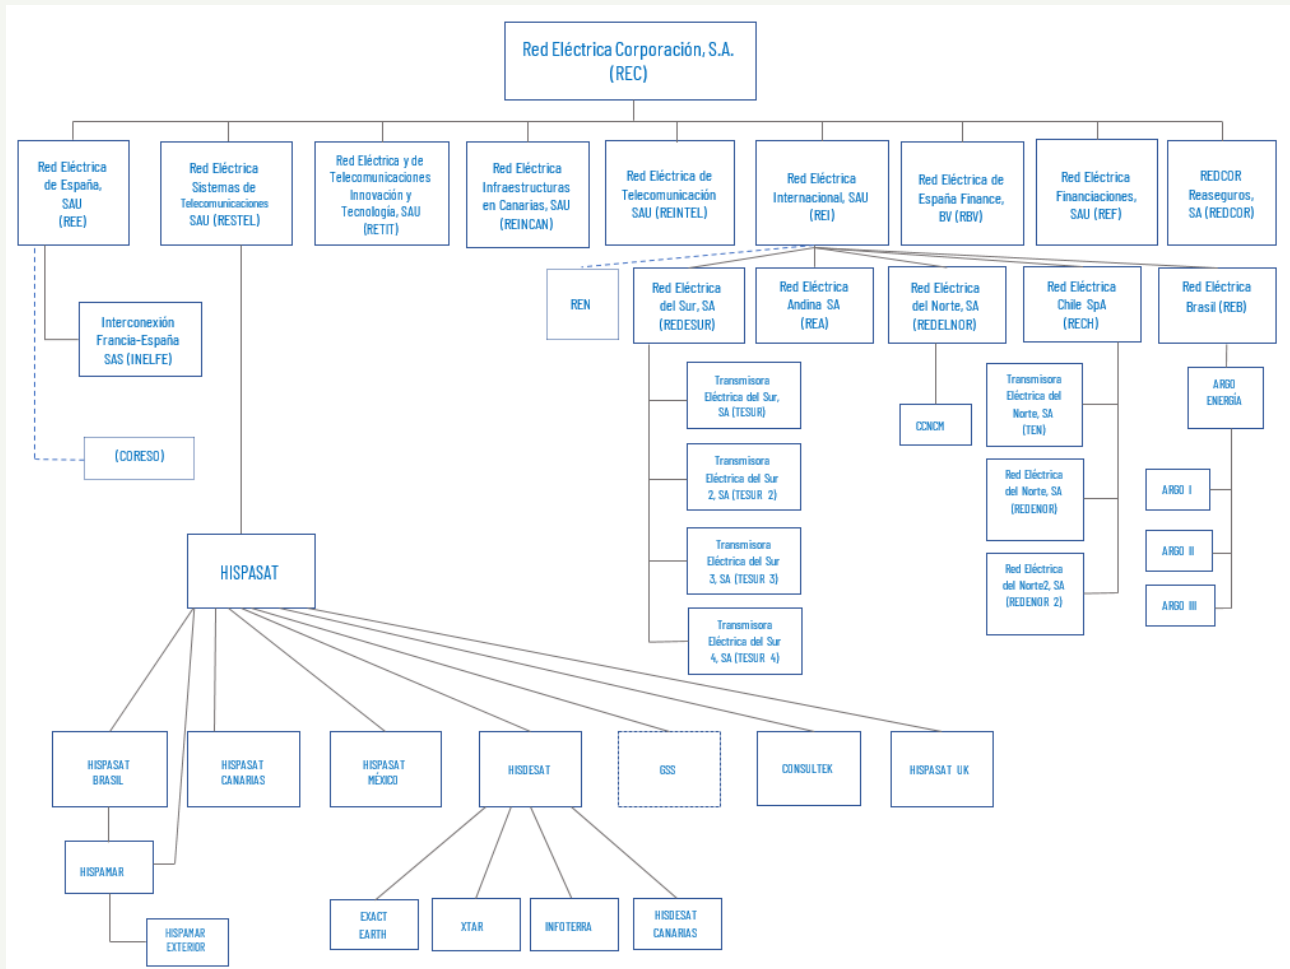 Red Eléctrica Corporación, S.A.
(REC)
Red Eléctrica
de España,
SAU
(REE)
Red Eléctrica
Sistemas de
Telecomunicaciones
SAU (RESTEL)
Red Eléctrica y de
Telecomunicaciones
Innovación y
Tecnología, SAU
(RETIT)
Red Eléctrica
Infraestructuras
en Canarias, SAU
(REINCAN)
Red Eléctrica de
Telecomunicación
SAU (REINTEL)
Red Eléctrica
Internacional, SAU
(REI)
Red Eléctrica de
España Finance,
BV (RBV)
Red Eléctrica
Financiaciones,
SAU (REF)
REDCOR
Reaseguros,
SA (REDCOR)
REN
Red Eléctrica
del Sur, SA
(REDESUR)
Red Eléctrica
Andina SA
(REA)
Red Eléctrica
del Norte, SA
(REDELNOR)
Red Eléctrica
Chile SpA
(RECH)
Red Eléctrica
Brasil (REB)
Interconexión
Francia-España
SAS (INELFE)
(CORESO)
Transmisora
Eléctrica del Sur,
SA (TESUR)
Transmisora
Eléctrica del Sur
2, SA (TESUR 2)
Transmisora
Eléctrica del Sur
3, SA (TESUR 3)
Transmisora
Eléctrica del Sur
4, SA (TESUR 4)
CCNCM
Transmisora
Eléctrica del
Norte, SA
(TEN)
Red Eléctrica
del Norte, SA
(REDENOR)
Red Eléctrica
del Norte2, SA
(REDENOR 2)
ARGO
ENERGÍA
ARGO I
ARGO II
ARGO III
HISPASAT
HISPASAT
BRASIL
HISPASAT
CANARIAS
HISPASAT
MÉXICO
HISDESAT
GSS
CONSULTEK
HISPASAT UK
HISPAMAR
HISPAMAR
EXTERIOR
EXACT
EARTH
XTAR
INFOTERRA
HISDESAT
CANARIAS